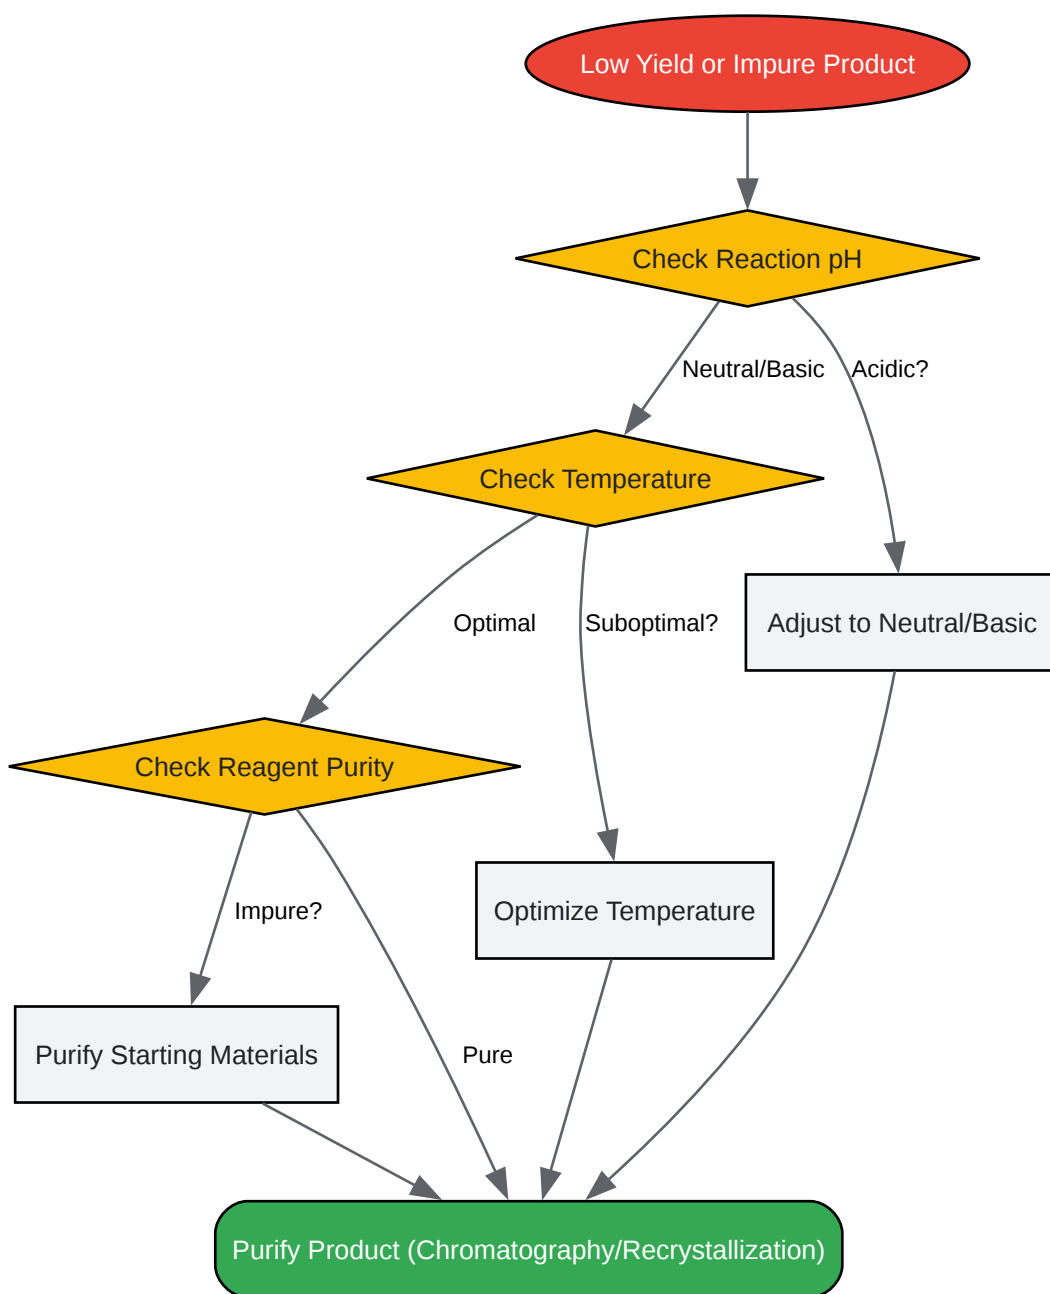 Low Yield or Impure Product
Check Reaction pH
Neutral/Basic
Acidic?
Check Temperature
Optimal
Suboptimal?
Adjust to Neutral/Basic
Check Reagent Purity
Impure?
Optimize Temperature
Purify Starting Materials
Pure
Purify Product (Chromatography/Recrystallization)